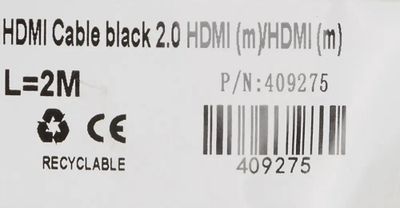 HDMI Cable black 2.0 HDMI (m)/HDMI (m)
L=2M
P/N:409275
CE
RECYCLABLE
409275